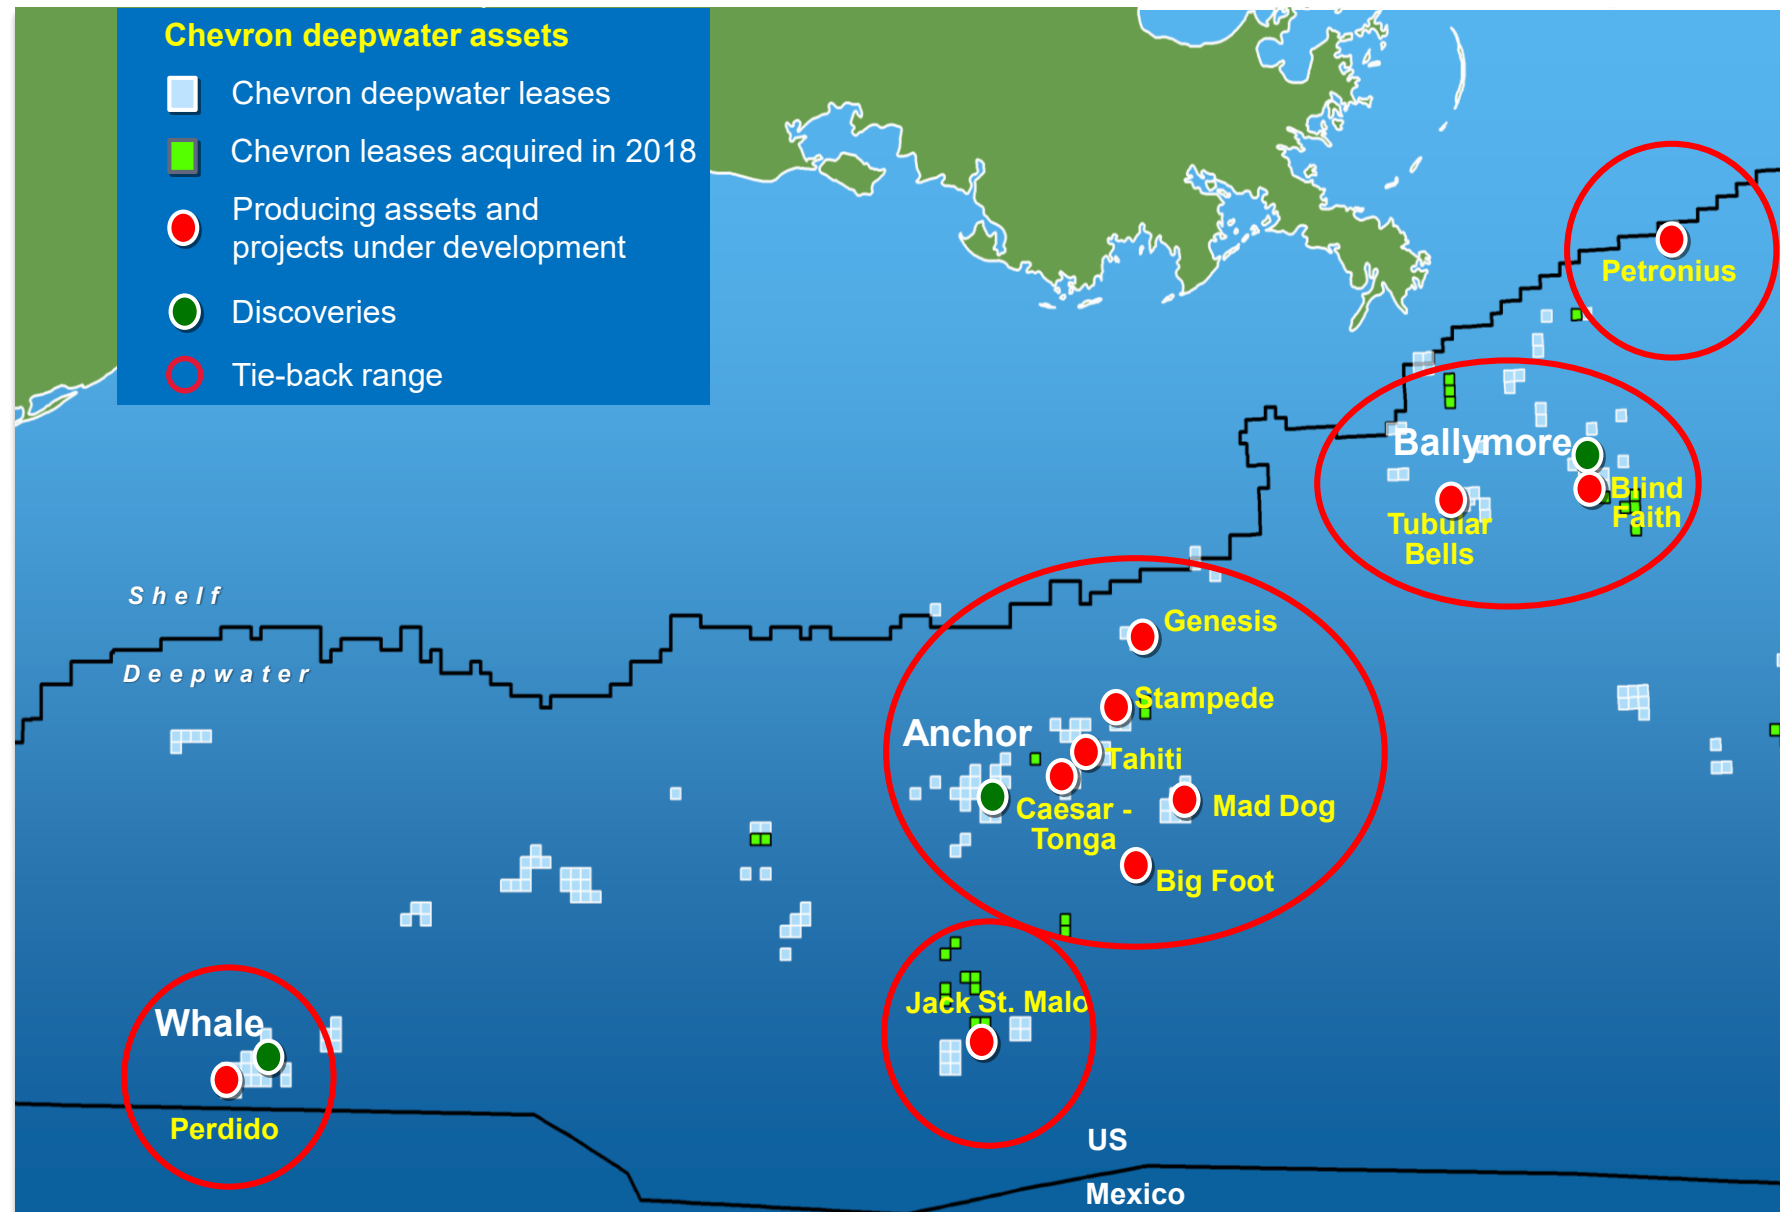 Chevron deepwater assets
Chevron deepwater leases
Chevron leases acquired in 2018
Producing assets and
projects under development
Discoveries
Tie-back range
Petronius
Ballymore
Blind
Faith
Tubular
Bells
Shelf
Deepwater
Genesis
Stampede
Anchor
Tahiti
Caesar -
Tonga
Mad Dog
Big Foot
Jack St. Malo
Whale
Perdido
US
Mexico